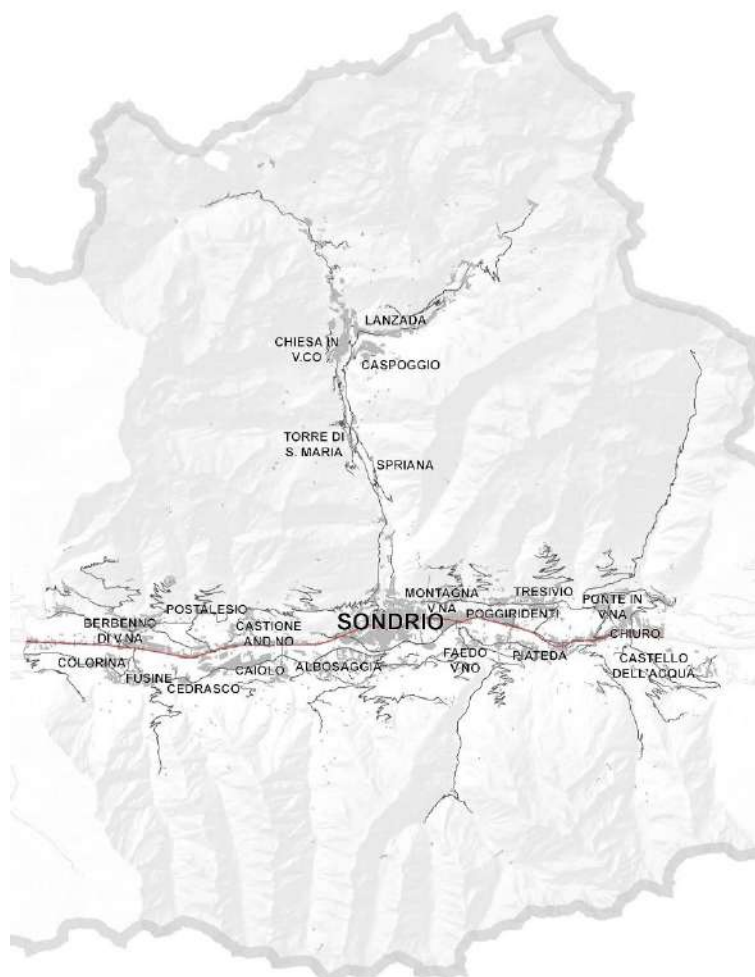 LANZADA
CHIESA IN
V.CO
CASPOGGIO
TORRE DI
S. MARIA
SPRIANA
MONTAGNA
V.NA
TRESIVIO
PONTE IN
V.NA
POSTALESIO
POGGIRIDENTI
BERBENNO
DI V.NA
CASTIONE
AND.NO
SONDRIO
CHIURO
COLORINA
FUSINE
CEDRASCO
CAIOLO
ALBOSAGGIA
FAEDO
V.NO
PIATEDA
CASTELLO
DELL'ACQUA